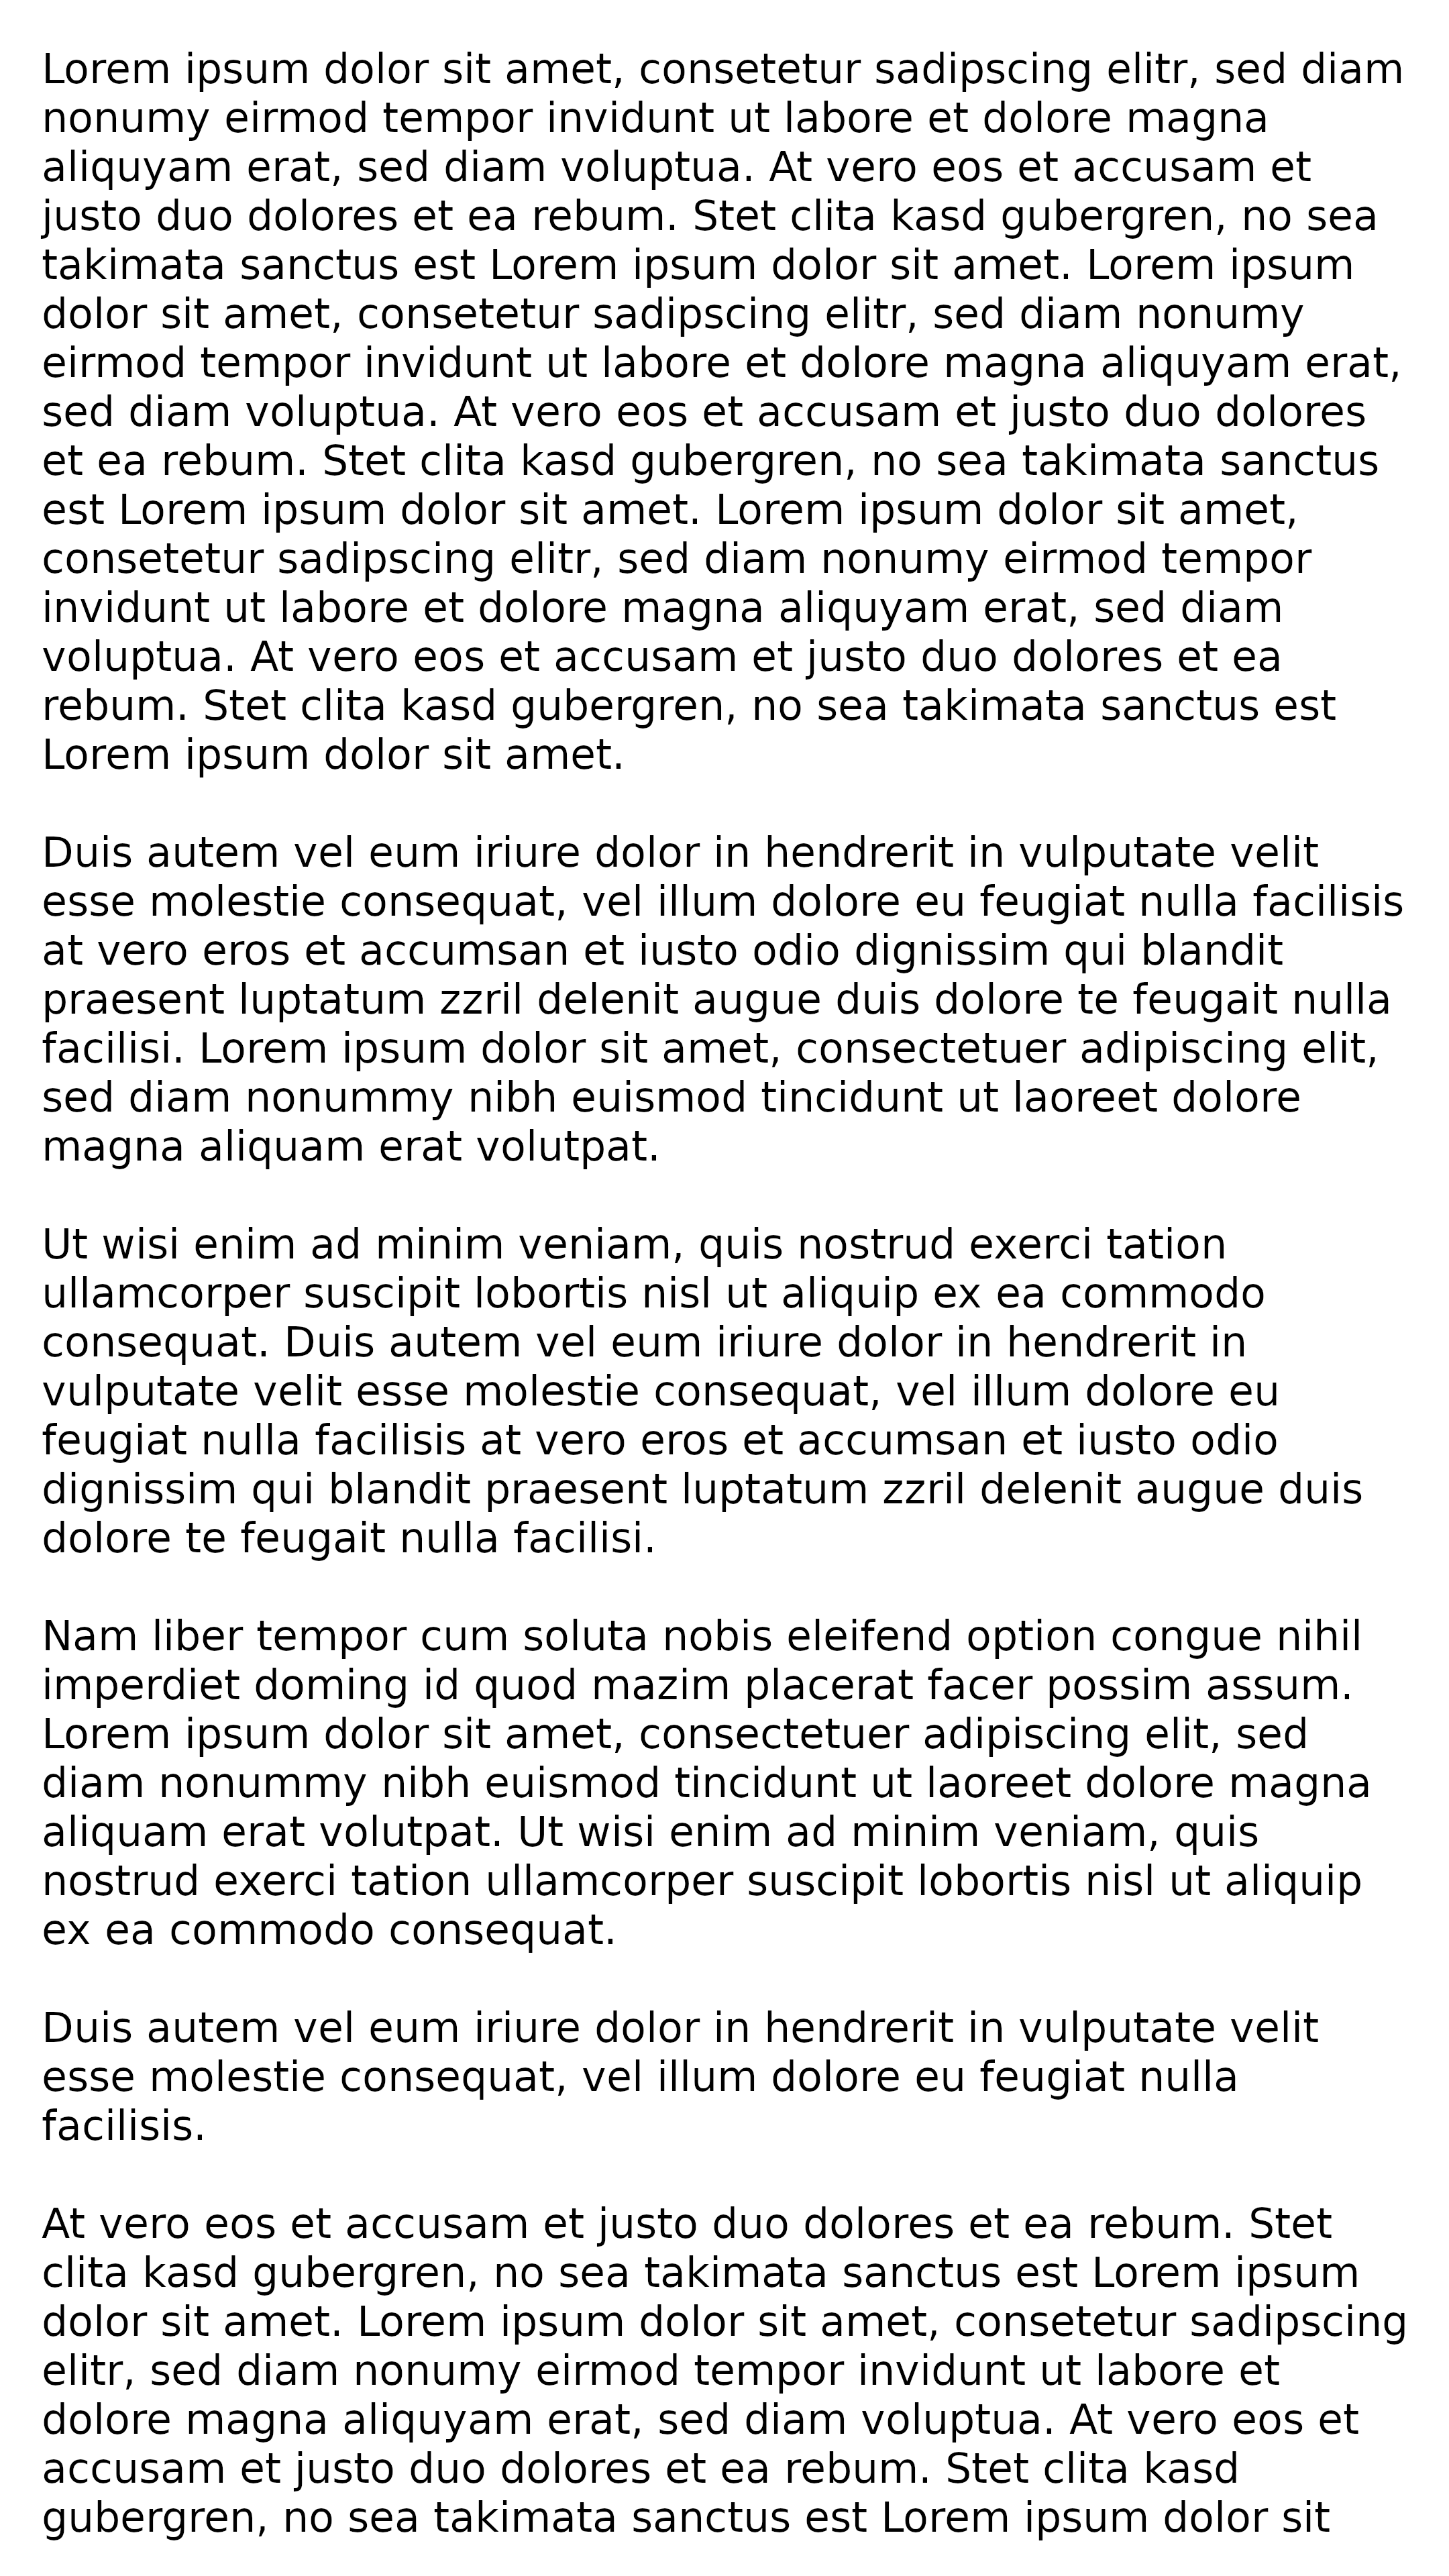 Lorem ipsum dolor sit amet, consetetur sadipscing elitr, sed diam
nonumy eirmod tempor invidunt ut labore et dolore magna
aliquyam erat, sed diam voluptua. At vero eos et accusam et
justo duo dolores et ea rebum. Stet clita kasd gubergren, no sea
takimata sanctus est Lorem ipsum dolor sit amet. Lorem ipsum
dolor sit amet, consetetur sadipscing elitr, sed diam nonumy
eirmod tempor invidunt ut labore et dolore magna aliquyam erat,
sed diam voluptua. At vero eos et accusam et justo duo dolores
et ea rebum. Stet clita kasd gubergren, no sea takimata sanctus
est Lorem ipsum dolor sit amet. Lorem ipsum dolor sit amet,
consetetur sadipscing elitr, sed diam nonumy eirmod tempor
invidunt ut labore et dolore magna aliquyam erat, sed diam
voluptua. At vero eos et accusam et justo duo dolores et ea
rebum. Stet clita kasd gubergren, no sea takimata sanctus est
Lorem ipsum dolor sit amet.

Duis autem vel eum iriure dolor in hendrerit in vulputate velit
esse molestie consequat, vel illum dolore eu feugiat nulla facilisis
at vero eros et accumsan et iusto odio dignissim qui blandit
praesent luptatum zzril delenit augue duis dolore te feugait nulla
facilisi. Lorem ipsum dolor sit amet, consectetuer adipiscing elit,
sed diam nonummy nibh euismod tincidunt ut laoreet dolore
magna aliquam erat volutpat.

Ut wisi enim ad minim veniam, quis nostrud exerci tation
ullamcorper suscipit lobortis nisl ut aliquip ex ea commodo
consequat. Duis autem vel eum iriure dolor in hendrerit in
vulputate velit esse molestie consequat, vel illum dolore eu
feugiat nulla facilisis at vero eros et accumsan et iusto odio
dignissim qui blandit praesent luptatum zzril delenit augue duis
dolore te feugait nulla facilisi.

Nam liber tempor cum soluta nobis eleifend option congue nihil
imperdiet doming id quod mazim placerat facer possim assum.
Lorem ipsum dolor sit amet, consectetuer adipiscing elit, sed
diam nonummy nibh euismod tincidunt ut laoreet dolore magna
aliquam erat volutpat. Ut wisi enim ad minim veniam, quis
nostrud exerci tation ullamcorper suscipit lobortis nisl ut aliquip
ex ea commodo consequat.

Duis autem vel eum iriure dolor in hendrerit in vulputate velit
esse molestie consequat, vel illum dolore eu feugiat nulla
facilisis.

At vero eos et accusam et justo duo dolores et ea rebum. Stet
clita kasd gubergren, no sea takimata sanctus est Lorem ipsum
dolor sit amet. Lorem ipsum dolor sit amet, consetetur sadipscing
elitr, sed diam nonumy eirmod tempor invidunt ut labore et
dolore magna aliquyam erat, sed diam voluptua. At vero eos et
accusam et justo duo dolores et ea rebum. Stet clita kasd
gubergren, no sea takimata sanctus est Lorem ipsum dolor sit